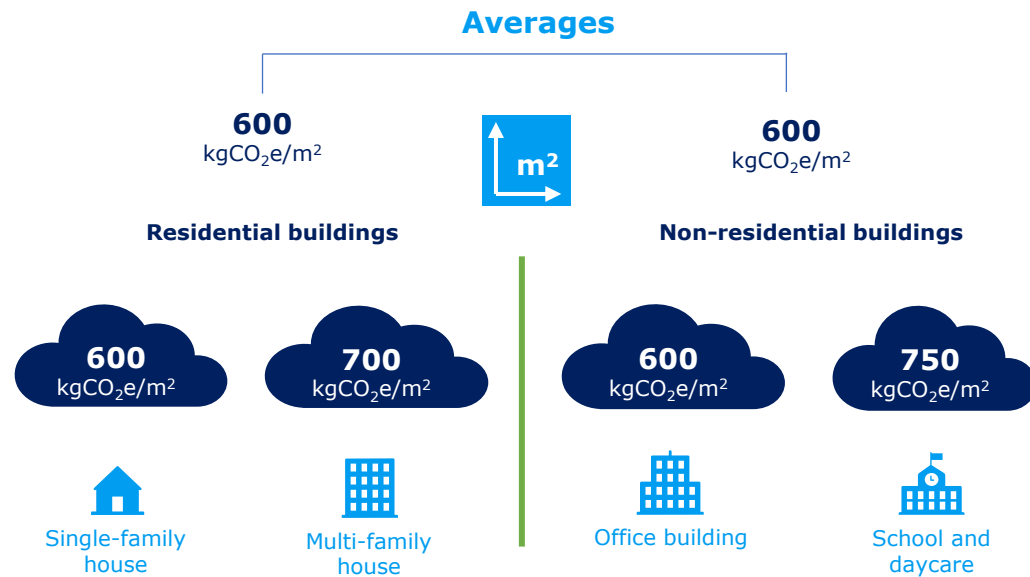 Averages
600
kgCO₂e/m²
m²
600
kgCO₂e/m²
Residential buildings
Non-residential buildings
600
kgCO₂e/m²
700
kgCO₂e/m²
600
kgCO₂e/m²
750
kgCO₂e/m²
Single-family
house
Multi-family
house
Office building
School and
daycare